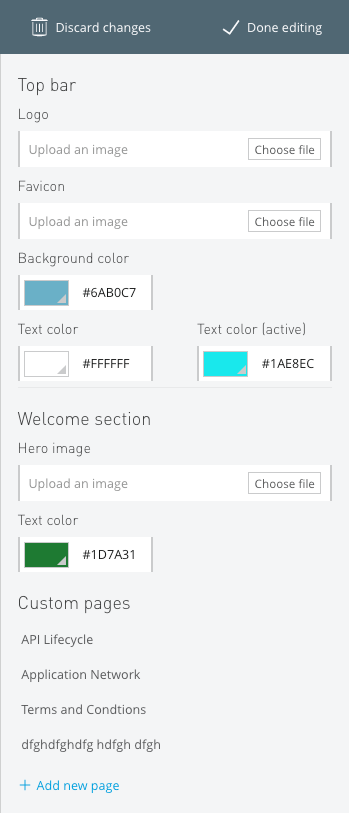 Discard changes
Done editing
Top bar
Logo
Upload an image
Choose file
Favicon
Upload an image
Choose file
Background color
#6AB0C7
Text color
Text color (active)
#FFFFFF
#1AE8EC
Welcome section
Hero image
Upload an image
Choose file
Text color
#1D7A31
Custom pages
API Lifecycle
Application Network
Terms and Condtions
dfghdfghdfg hdfgh dfgh
+ Add new page